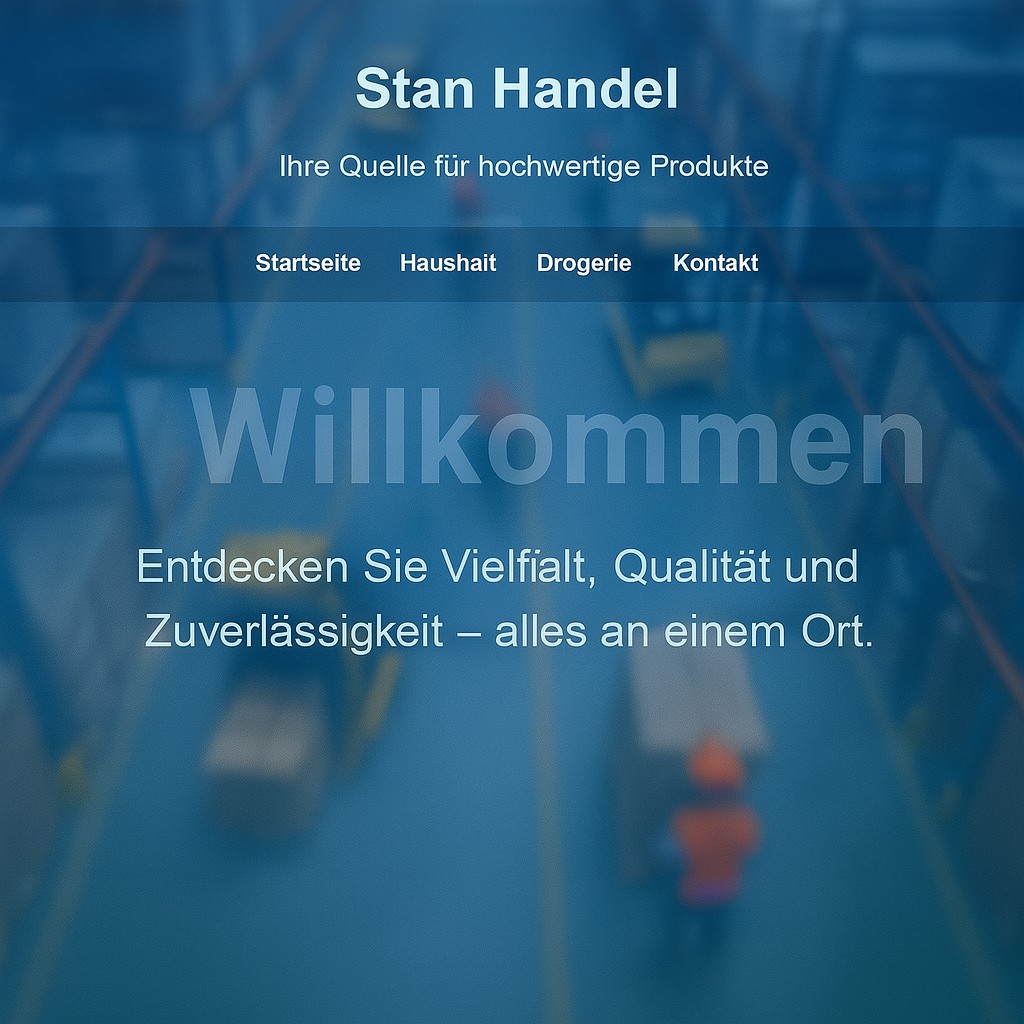 Stan Handel
Ihre Quelle für hochwertige Produkte
Startseite Haushait Drogerie Kontakt
Willkommen
Entdecken Sie Vielfïalt, Qualität und
Zuverlässigkeit – alles an einem Ort.